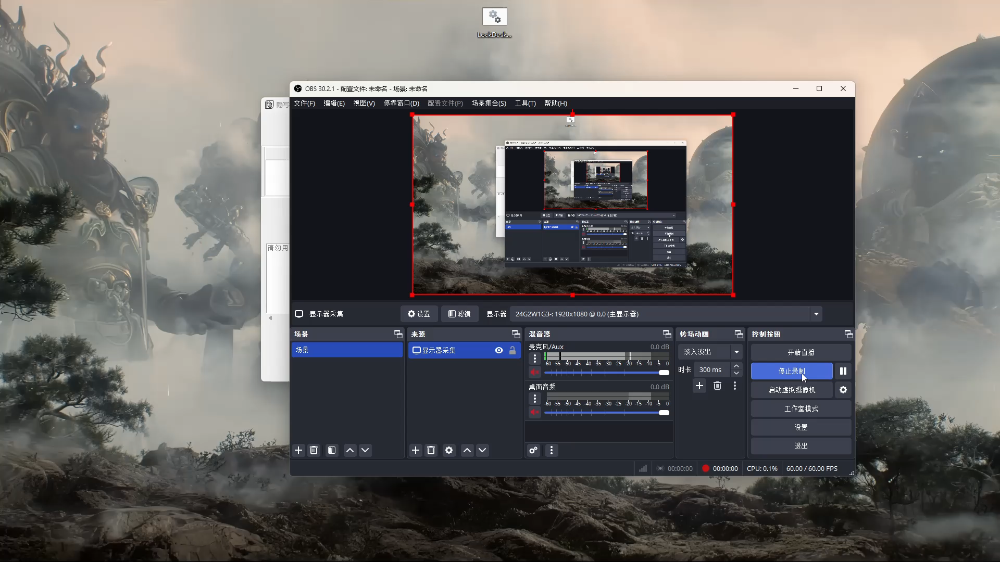 LockDesk...
OBS 30.2.1 - 配置文件: 未命名 - 场景: 未命名
隐写
文件(F) 编辑(E) 视图(V) 停靠窗口(D) 配置文件(P) 场景集合(S) 工具(T) 帮助(H)
请勿用
显示器采集 设置 滤镜 显示器 24G2W1G3-: 1920x1080 @ 0,0 (主显示器)
场景 来源 混音器 转场动画 控制按钮
场景
显示器采集
麦克风/Aux 0.0 dB
-60 -55 -50 -45 -40 -35 -30 -25 -20 -15 -10 -5 0
桌面音频 0.0 dB
-60 -55 -50 -45 -40 -35 -30 -25 -20 -15 -10 -5 0
淡入淡出
时长 300 ms
开始直播
停止录制
启动虚拟摄像机
工作室模式
设置
退出
00:00:00 00:00:00 CPU: 0.1% 60.00 / 60.00 FPS